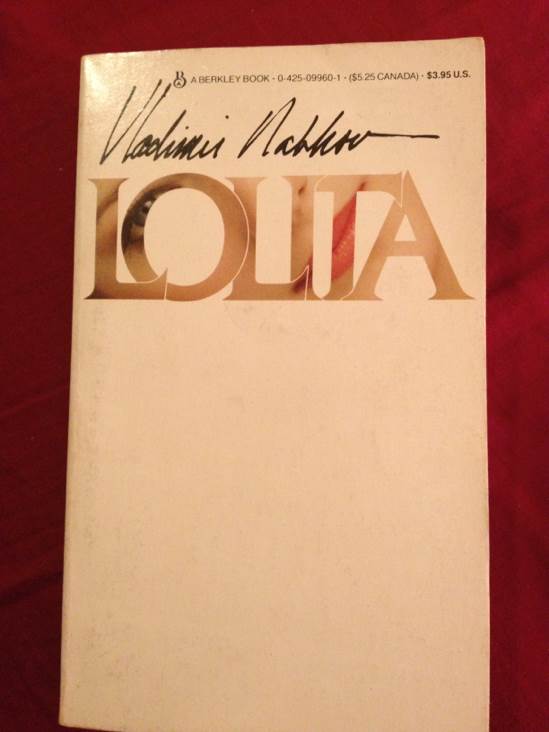 A BERKLEY BOOK • 0-425-09960-1 • ($5.25 CANADA) • $3.95 U.S.
Vladimir Nabokov
LOLITA